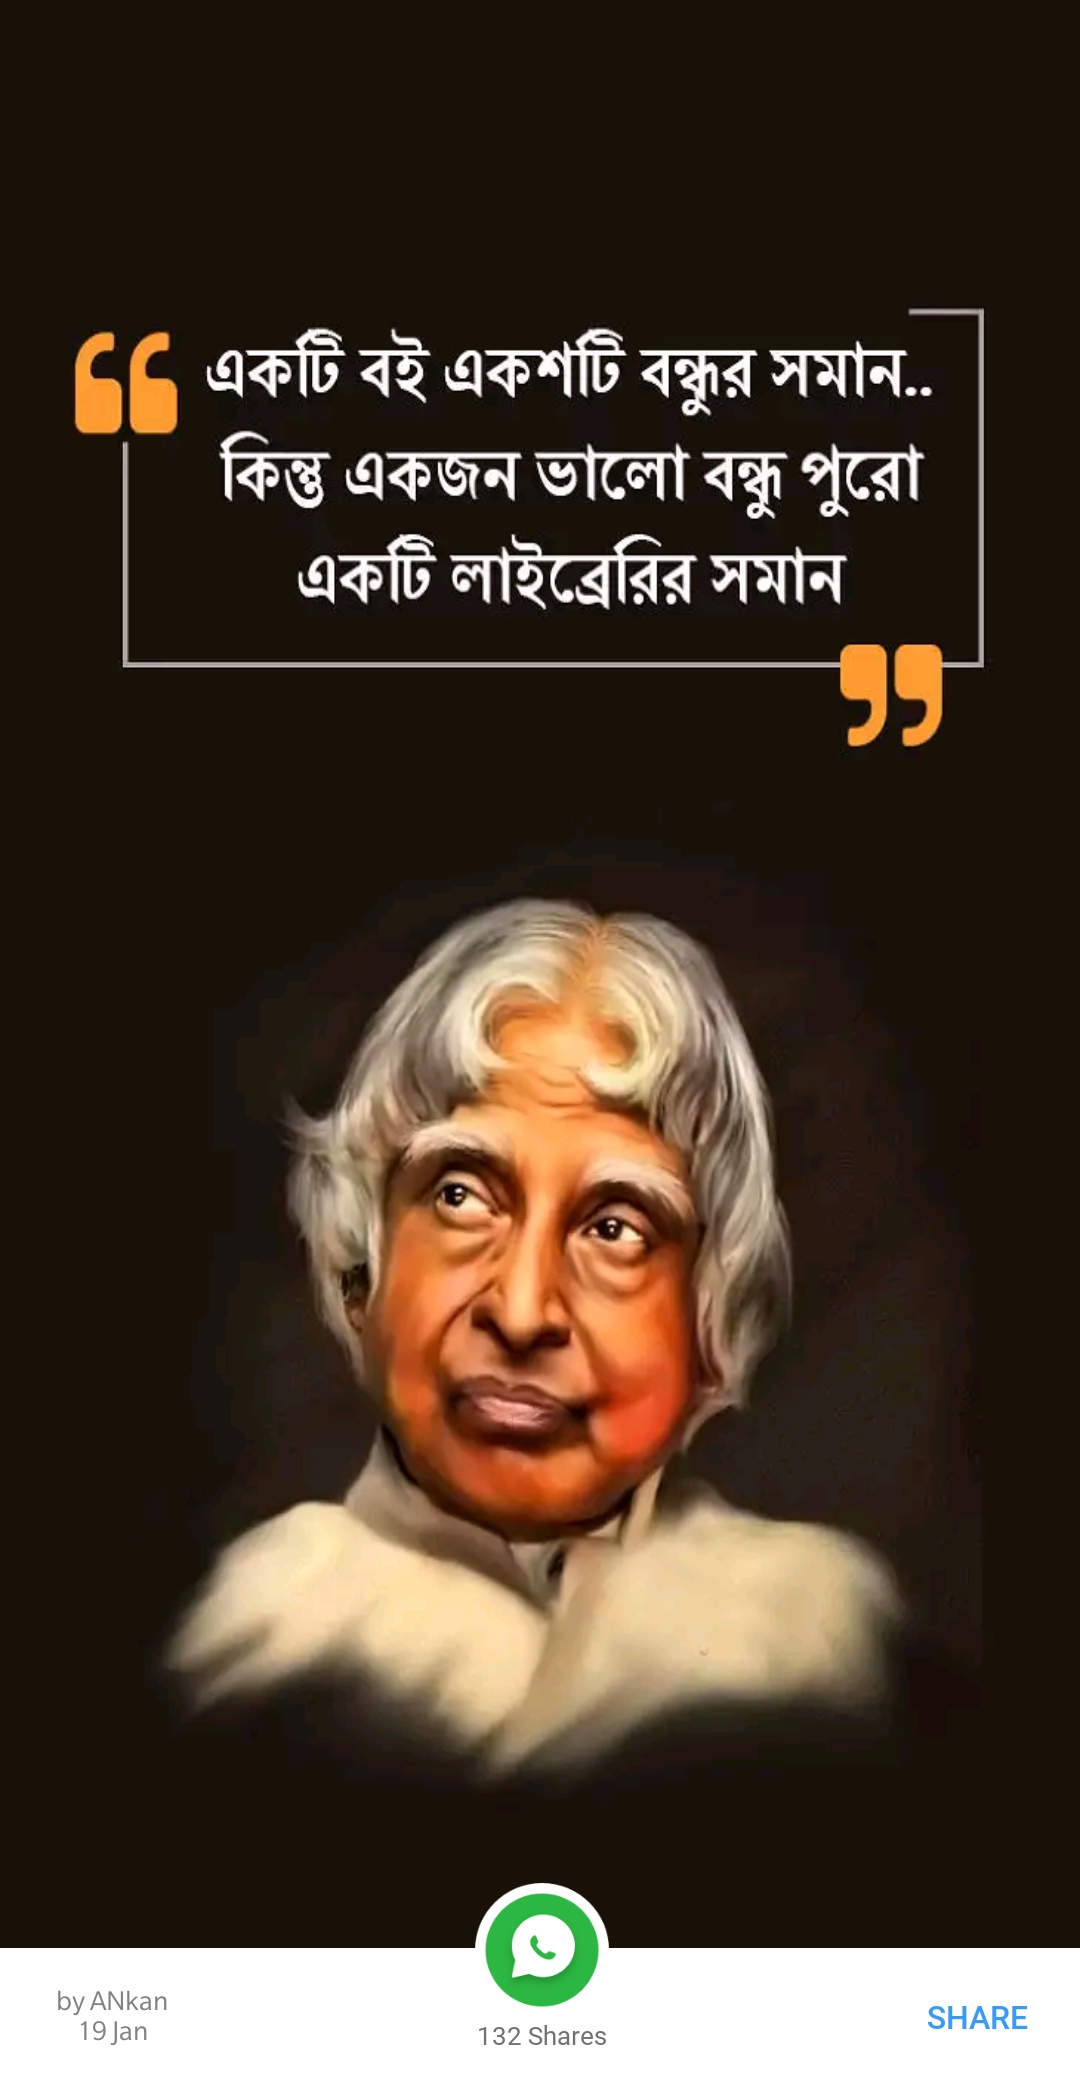 একটি বই একশটি বন্ধুর সমান..
কিন্তু একজন ভালো বন্ধু পুরো
একটি লাইব্রেরির সমান
by ANkan
19 Jan
132 Shares
SHARE